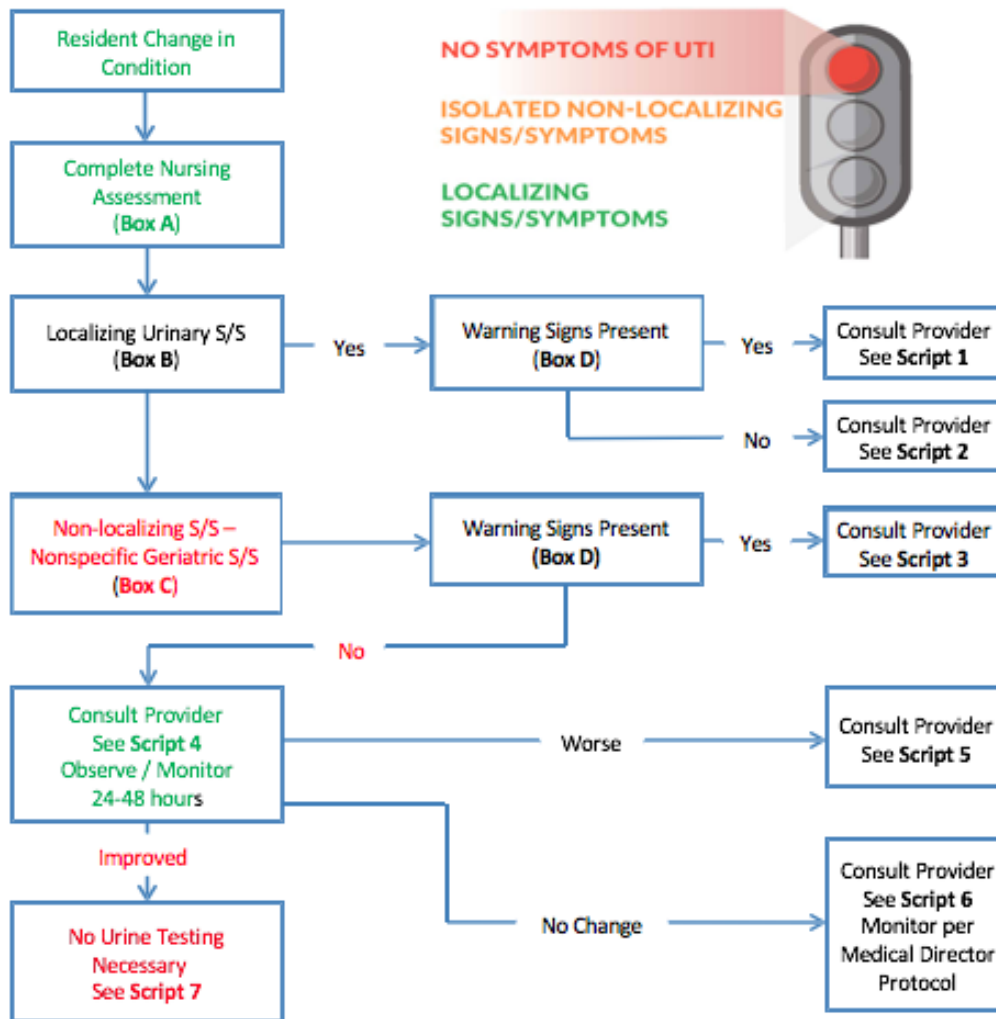 Resident Change in
Condition
NO SYMPTOMS OF UTI
ISOLATED NON-LOCALIZING
SIGNS/SYMPTOMS
LOCALIZING
SIGNS/SYMPTOMS
Complete Nursing
Assessment
(Box A)
Localizing Urinary S/S
(Box B)
Yes
Warning Signs Present
(Box D)
Yes
Consult Provider
See Script 1
No
Consult Provider
See Script 2
Non-localizing S/S –
Nonspecific Geriatric S/S
(Box C)
Warning Signs Present
(Box D)
Yes
Consult Provider
See Script 3
No
Consult Provider
See Script 4
Observe / Monitor
24-48 hours
Worse
Consult Provider
See Script 5
Improved
No Change
Consult Provider
See Script 6
Monitor per
Medical Director
Protocol
No Urine Testing
Necessary
See Script 7